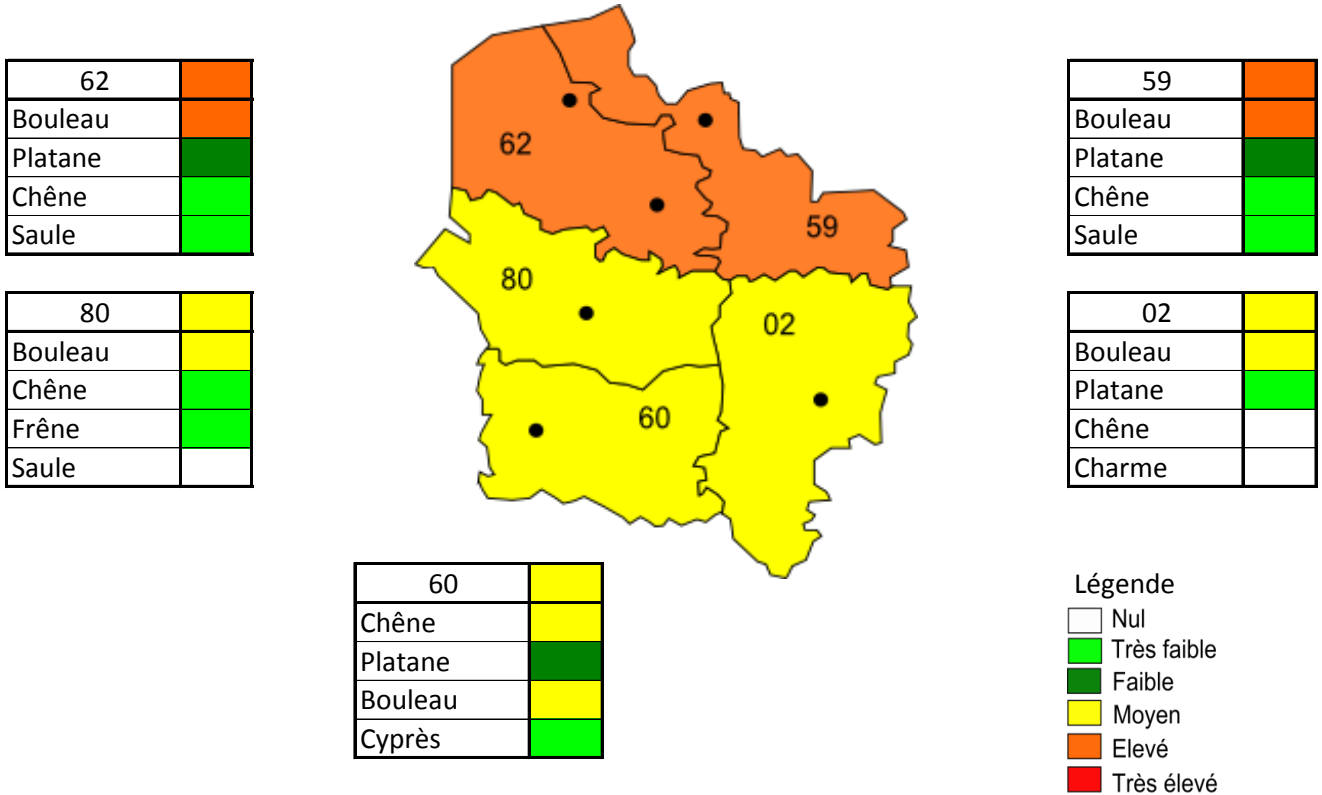 62
Bouleau
Platane
Chêne
Saule
80
Bouleau
Chêne
Frêne
Saule
62
59
80
02
60
59
Bouleau
Platane
Chêne
Saule
02
Bouleau
Platane
Chêne
Charme
60
Chêne
Platane
Bouleau
Cyprès
Légende
Nul
Très faible
Faible
Moyen
Elevé
Très élevé